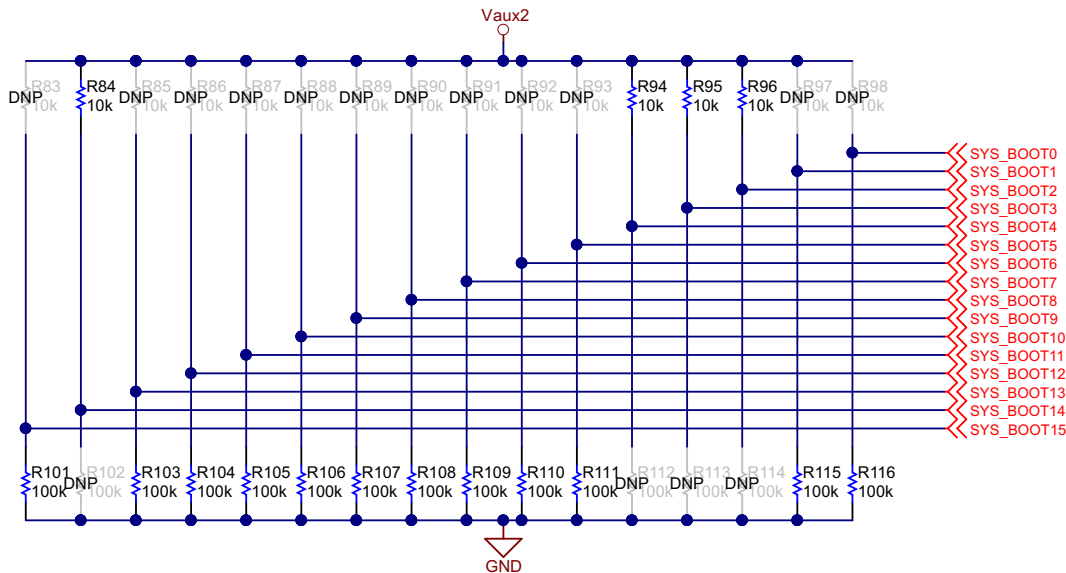 Vaux2
R83
DNP
10k
R84
10k
R85
DNP
10k
R86
DNP
10k
R87
DNP
10k
R88
DNP
10k
R89
DNP
10k
R90
DNP
10k
R91
DNP
10k
R92
DNP
10k
R93
DNP
10k
R94
10k
R95
10k
R96
10k
R97
DNP
10k
R98
DNP
10k
SYS_BOOT0
SYS_BOOT1
SYS_BOOT2
SYS_BOOT3
SYS_BOOT4
SYS_BOOT5
SYS_BOOT6
SYS_BOOT7
SYS_BOOT8
SYS_BOOT9
SYS_BOOT10
SYS_BOOT11
SYS_BOOT12
SYS_BOOT13
SYS_BOOT14
SYS_BOOT15
R101
100k
R102
DNP
100k
R103
100k
R104
100k
R105
100k
R106
100k
R107
100k
R108
100k
R109
100k
R110
100k
R111
100k
R112
DNP
100k
R113
DNP
100k
R114
DNP
100k
R115
100k
R116
100k
GND